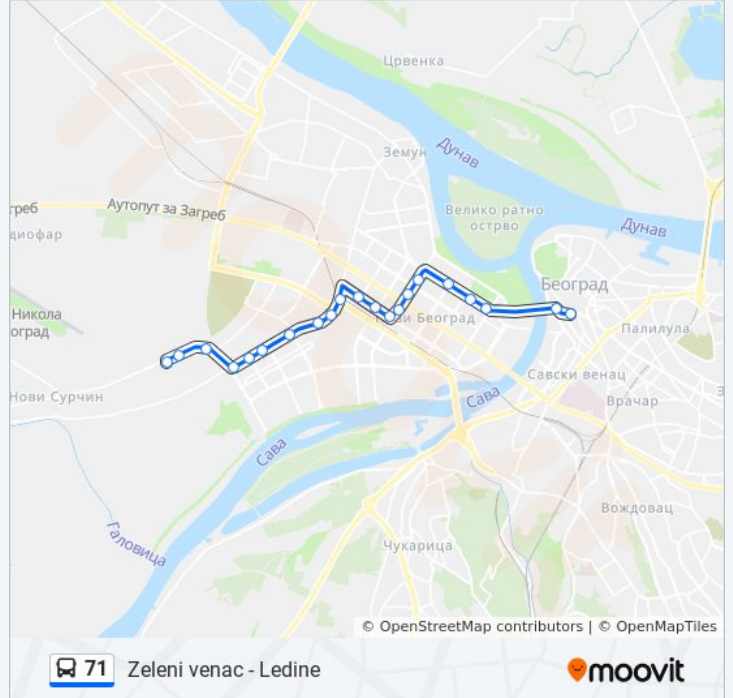 Црвенка
Дунав
Земун
Аутопут за Загреб
греб
диофар
Велико ратно
острво
Дунав
Београд
Никола
оград
Нови Београд
Палилула
Савски венац
Нови Сурчин
Сава
Врачар
З
Сава
Вождовац
Галовица
Чукарица
© OpenStreetMap contributors | © OpenMapTiles
71 Zeleni venac - Ledine
moovit